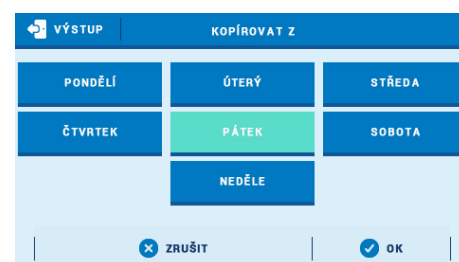 VÝSTUP KOPÍROVAT Z
PONDĚLÍ ÚTERÝ STŘEDA
ČTVRTEK PÁTEK SOBOTA
NEDĚLE
ZRUŠIT OK